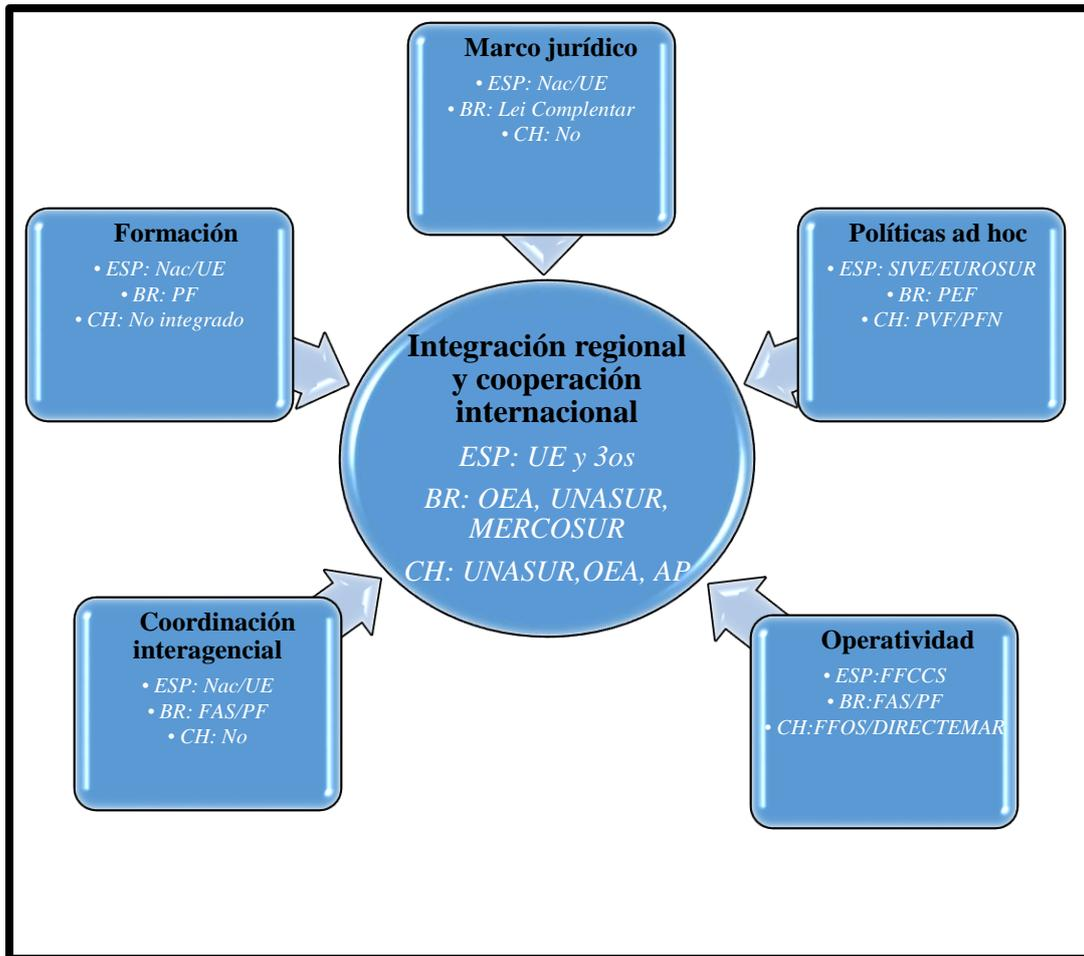 Marco jurídico
• ESP: Nac/UE
• BR: Lei Complentar
• CH: No
Formación
• ESP: Nac/UE
• BR: PF
• CH: No integrado
Políticas ad hoc
• ESP: SIVE/EUROSUR
• BR: PEF
• CH: PVF/PFN
Integración regional
y cooperación
internacional
ESP: UE y 3os
BR: OEA, UNASUR,
MERCOSUR
CH: UNASUR,OEA, AP
Coordinación
interagencial
• ESP: Nac/UE
• BR: FAS/PF
• CH: No
Operatividad
• ESP:FFCCS
• BR:FAS/PF
• CH:FFOS/DIRECTEMAR